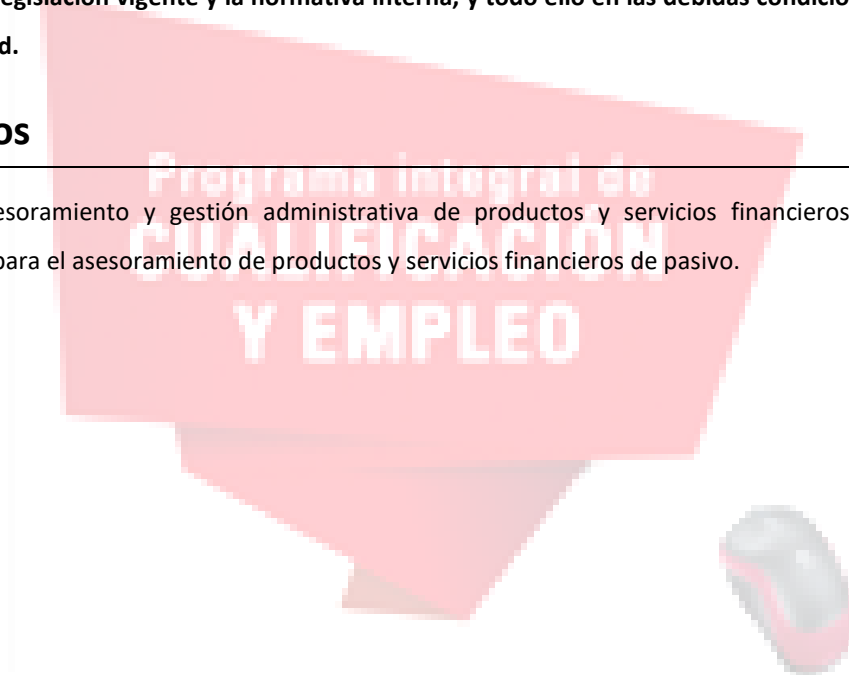 legislación vigente y la normativa interna, y todo ello en las debidas condicio
d.
os
Programa integral de
esoramiento y gestión administrativa de productos y servicios financieros
CUALIFICACIÓN
para el asesoramiento de productos y servicios financieros de pasivo.
Y EMPLEO